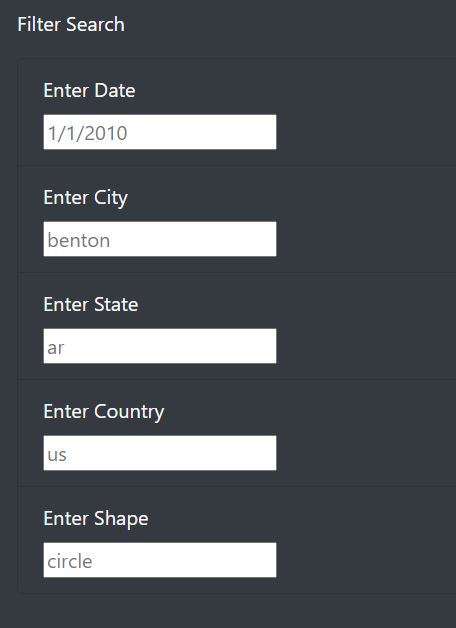 Filter Search
Enter Date
1/1/2010
Enter City
benton
Enter State
ar
Enter Country
us
Enter Shape
circle